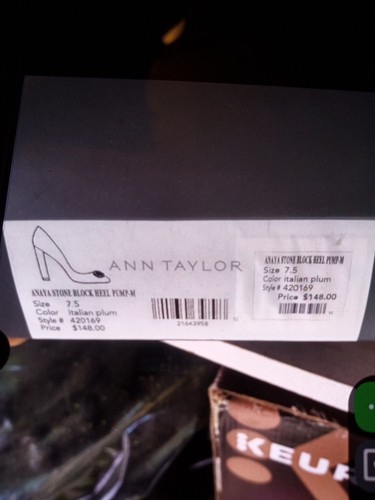 ANN TAYLOR
ANAYA STONE BLOCK HEEL PUMP-M
Size 7.5
Color italian plum
Style # 420169
Price $148.00
21643958
ANAYA STONE BLOCK HEEL PUMP-M
Size 7.5
Color italian plum
Style # 420169
Price $148.00
KEUR